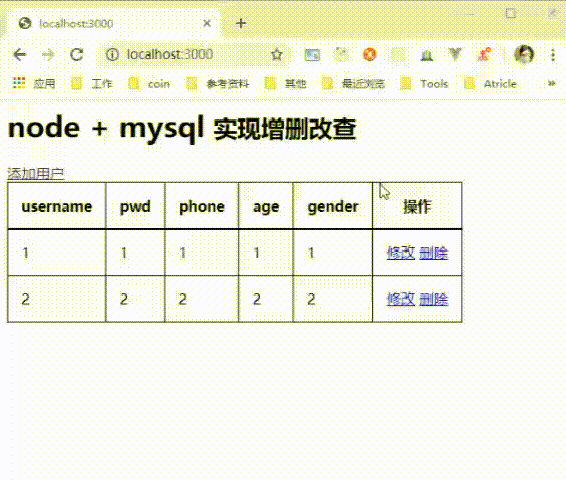 localhost:3000
localhost:3000
应用 工作 coin 参考资料 其他 最近浏览 Tools Atricle »
node + mysql 实现增删改查
添加用户
username pwd phone age gender 操作
1 1 1 1 1 修改 删除
2 2 2 2 2 修改 删除